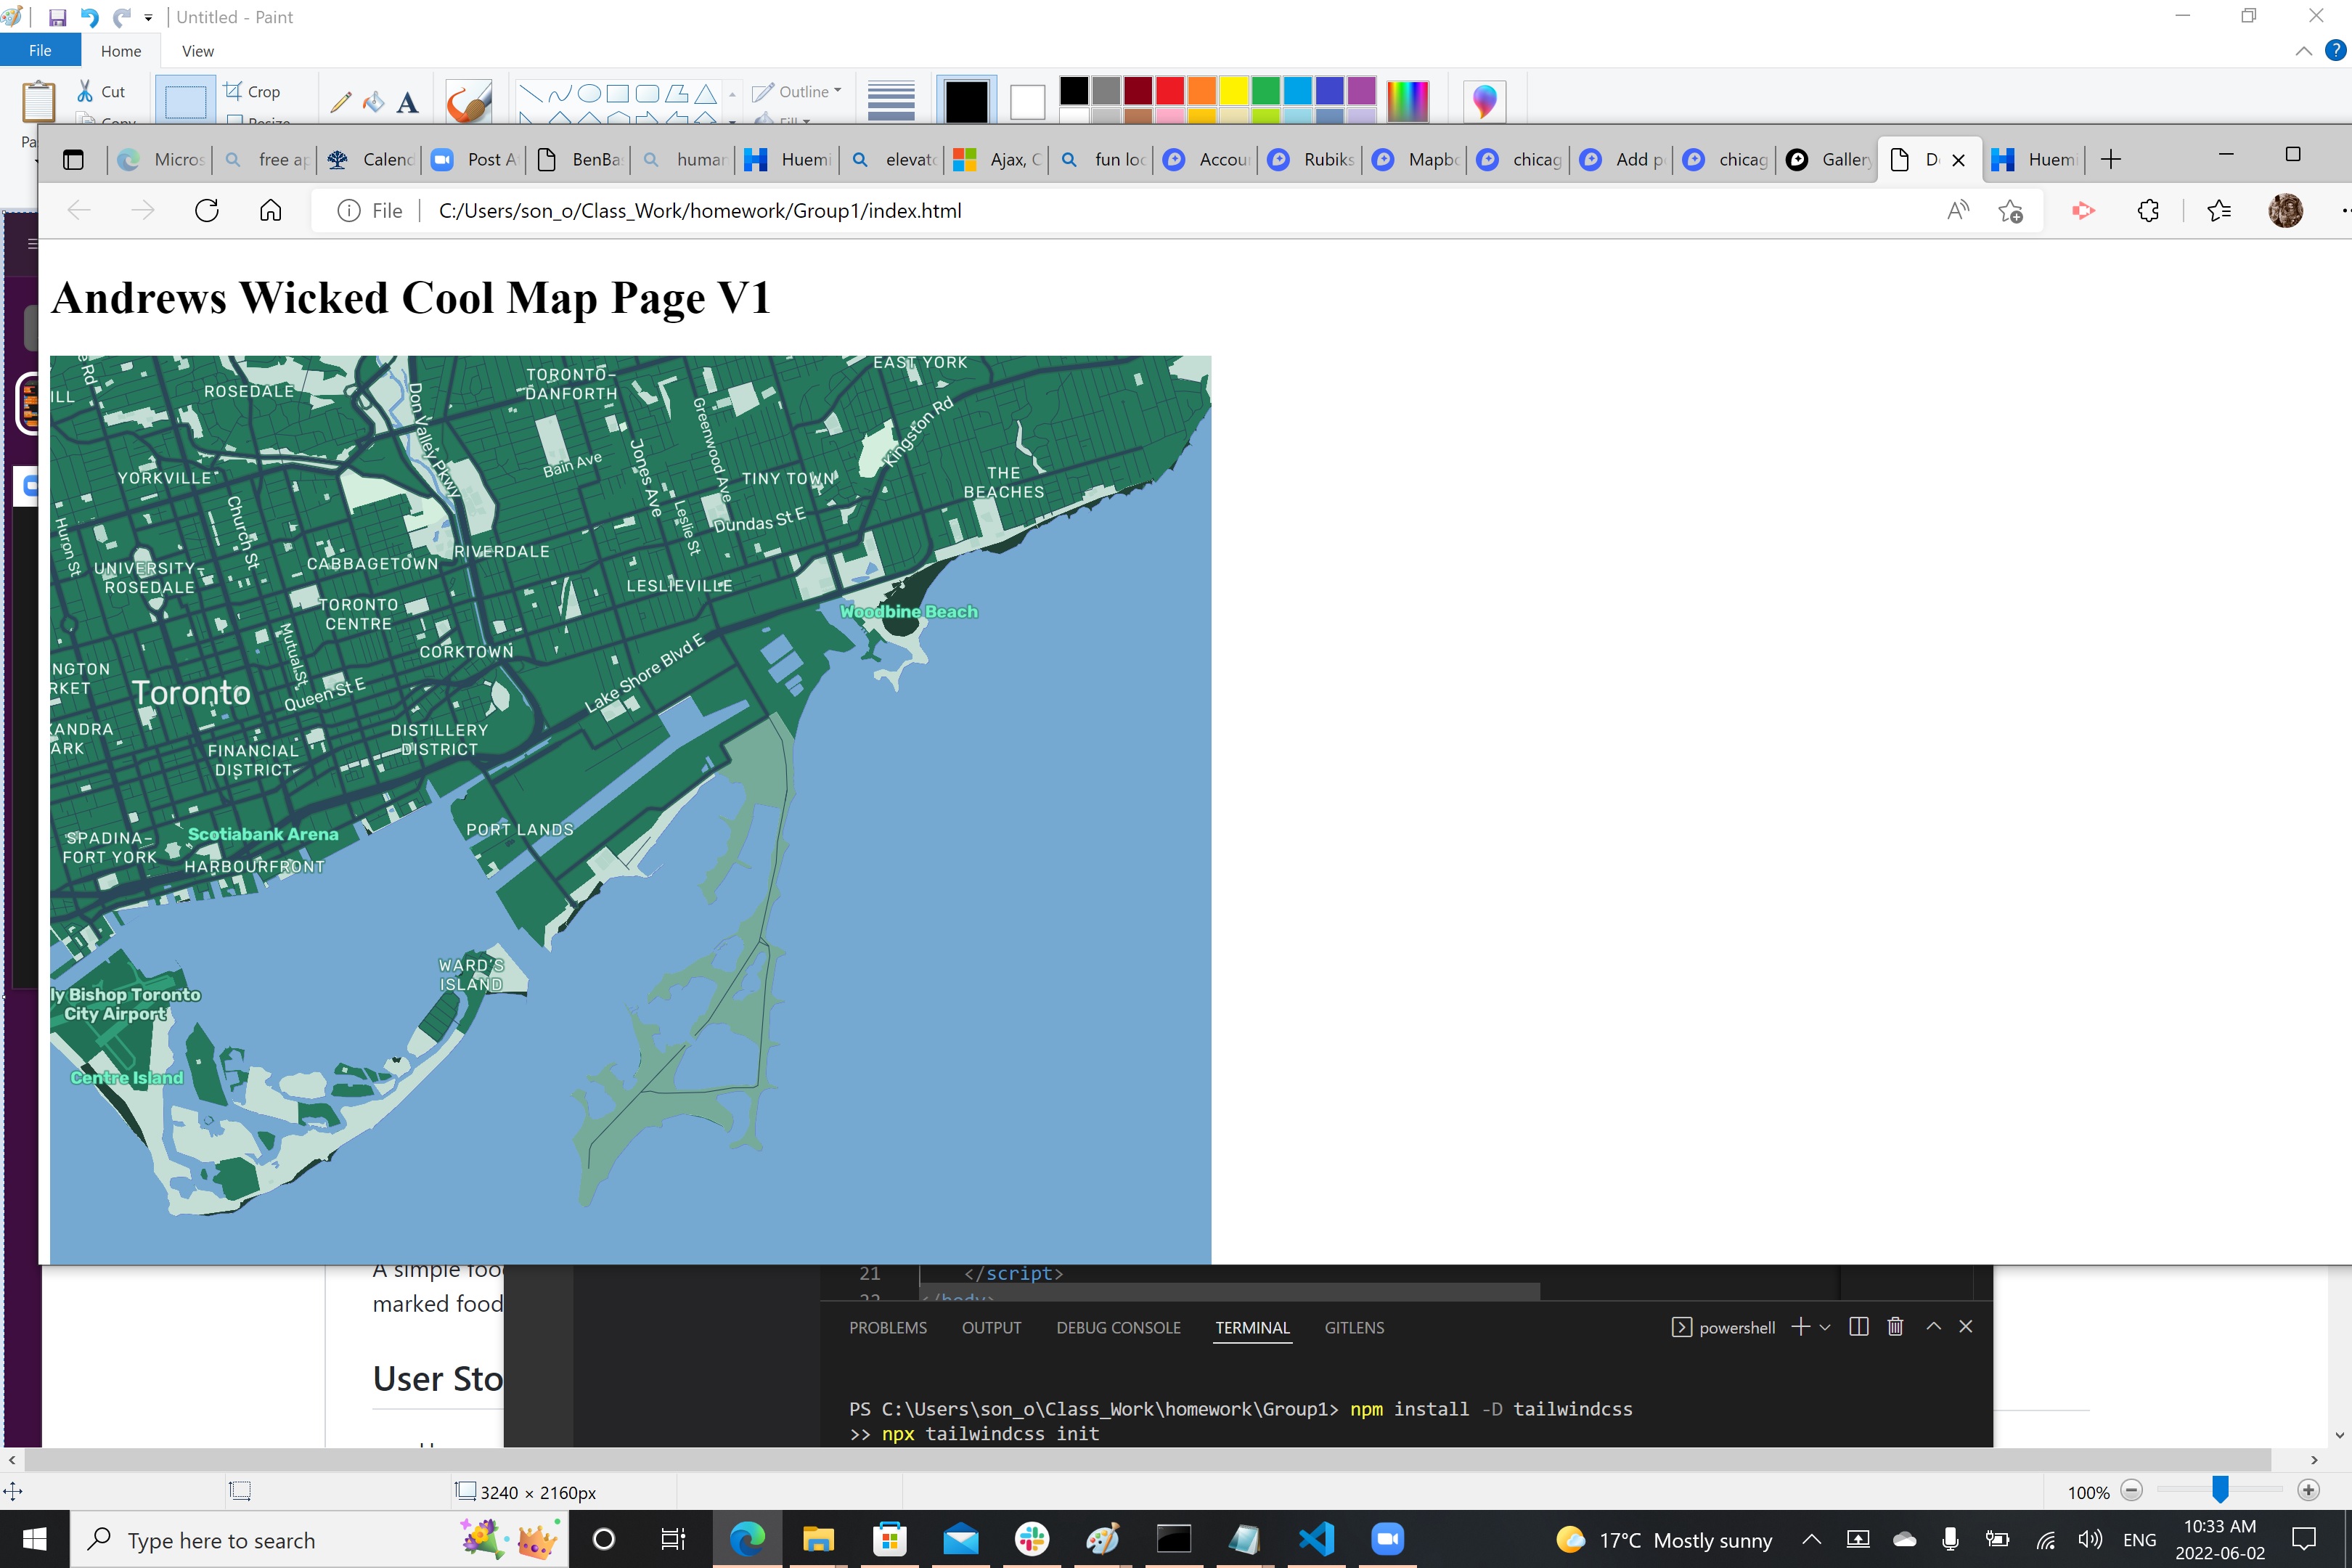 Untitled - Paint
File
Home
View
Cut
Crop
Outline
Copy
Resize
Fill
Micros
free ap
Calend
Post A
BenBa
human
Huemi
elevato
Ajax, C
fun loc
Accour
Rubiks
Mapbo
chicag
Add p
chicag
Gallery
D
Huemi
File
C:/Users/son_o/Class_Work/homework/Group1/index.html
Andrews Wicked Cool Map Page V1
EAST YORK
TORONTO–
DANFORTH
ROSEDALE
ILL
Don Valley Pkwy
Greenwood Ave
Kingston Rd
Jones Ave
Bain Ave
YORKVILLE
TINY TOWN
THE
BEACHES
Church St
Leslie St
Dundas St E
Huron St
RIVERDALE
CABBAGETOWN
UNIVERSITY–
ROSEDALE
LESLIEVILLE
TORONTO
CENTRE
Woodbine Beach
Mutual St
CORKTOWN
NGTON
RKET
Toronto
Queen St E
Lake Shore Blvd E
ANDRA
ARK
DISTILLERY
DISTRICT
FINANCIAL
DISTRICT
PORT LANDS
Scotiabank Arena
SPADINA–
FORT YORK
HARBOURFRONT
WARD'S
ISLAND
ly Bishop Toronto
City Airport
Centre Island
A simple foo
marked food
User Sto
21 </script>
22 </body>
PROBLEMS
OUTPUT
DEBUG CONSOLE
TERMINAL
GITLENS
powershell
PS C:\Users\son_o\Class_Work\homework\Group1> npm install -D tailwindcss
>> npx tailwindcss init
3240 × 2160px
100%
Type here to search
17°C Mostly sunny
ENG
10:33 AM
2022-06-02